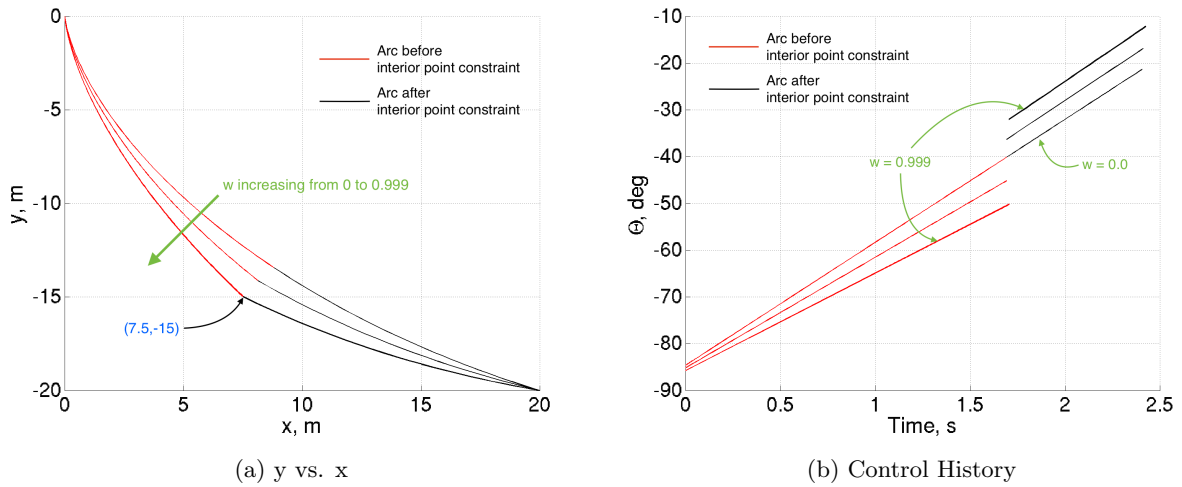 0
-5
-10
-15
-20
y, m
0
5
10
15
20
x, m
Arc before
interior point constraint
Arc after
interior point constraint
w increasing from 0 to 0.999
(7.5,-15)
(a) y vs. x
-10
-20
-30
-40
-50
-60
-70
-80
-90
Θ, deg
0
0.5
1
1.5
2
2.5
Time, s
Arc before
interior point constraint
Arc after
interior point constraint
w = 0.999
w = 0.0
(b) Control History